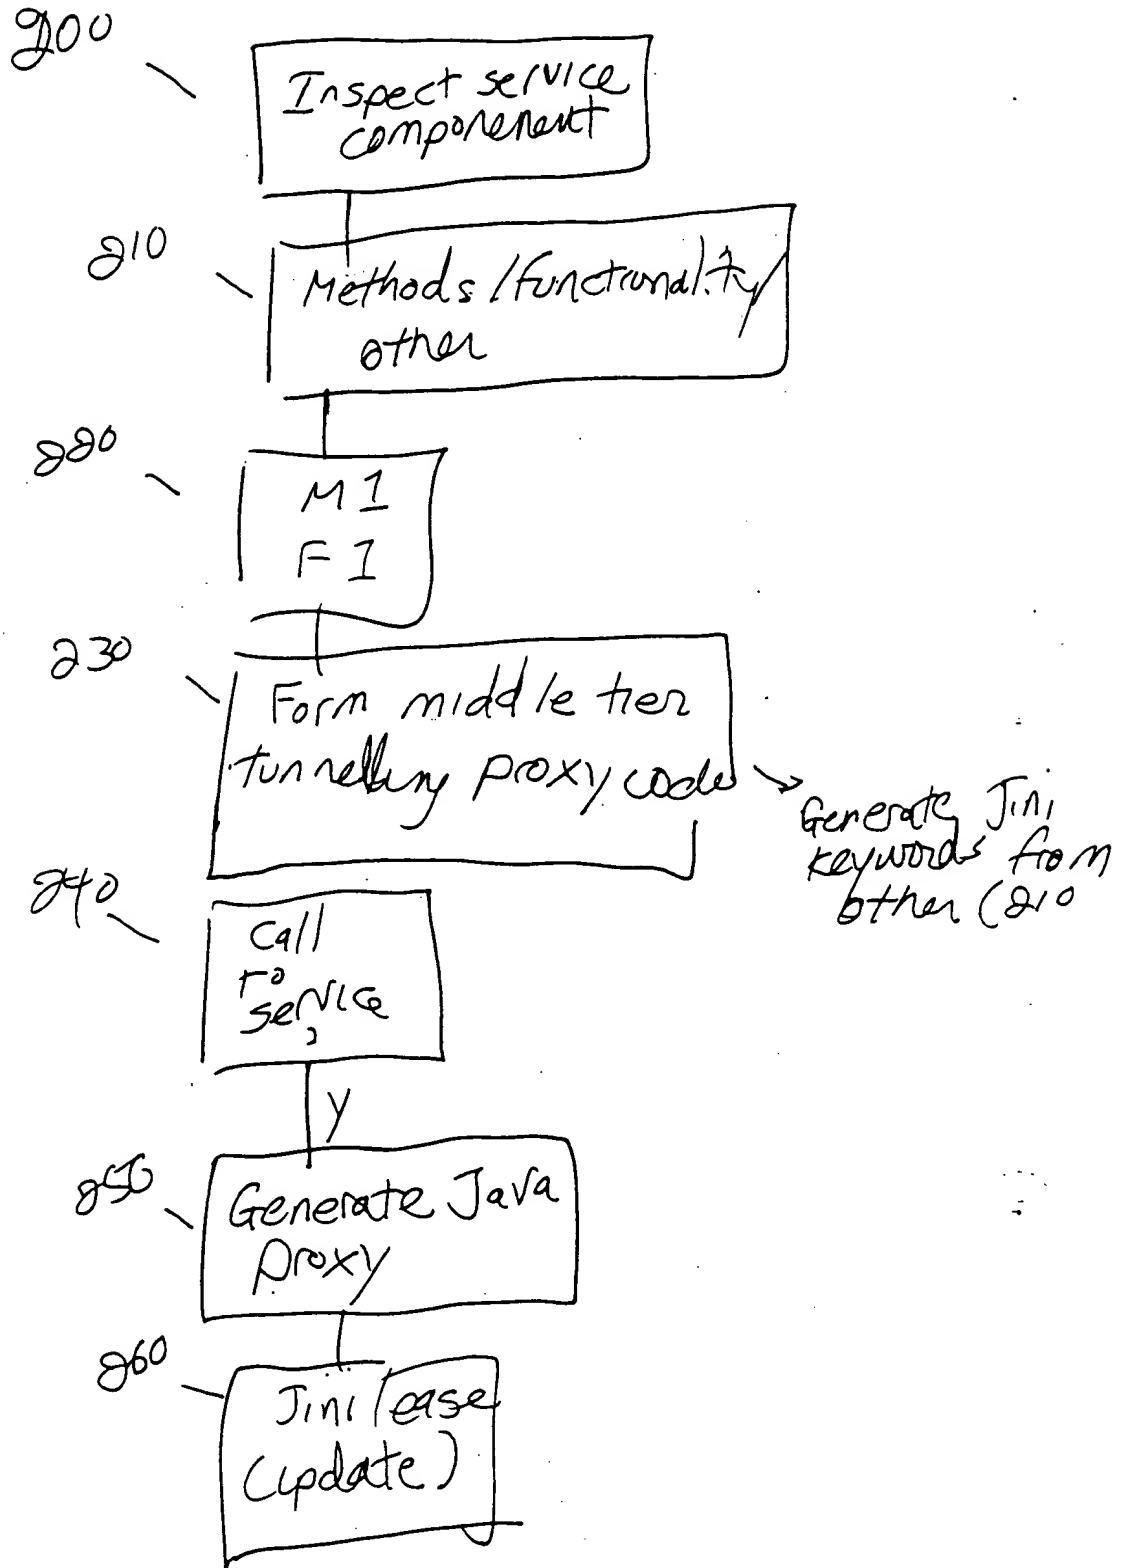 200
Inspect service
componenent
210
Methods/functionality/
other
220
M1
F1
230
Form middle tier
tunnelling proxy code
Generate Jini
keywords from
other (210
240
Call
to
service
?
Y
250
Generate Java
proxy
260
Jini lease
(update)